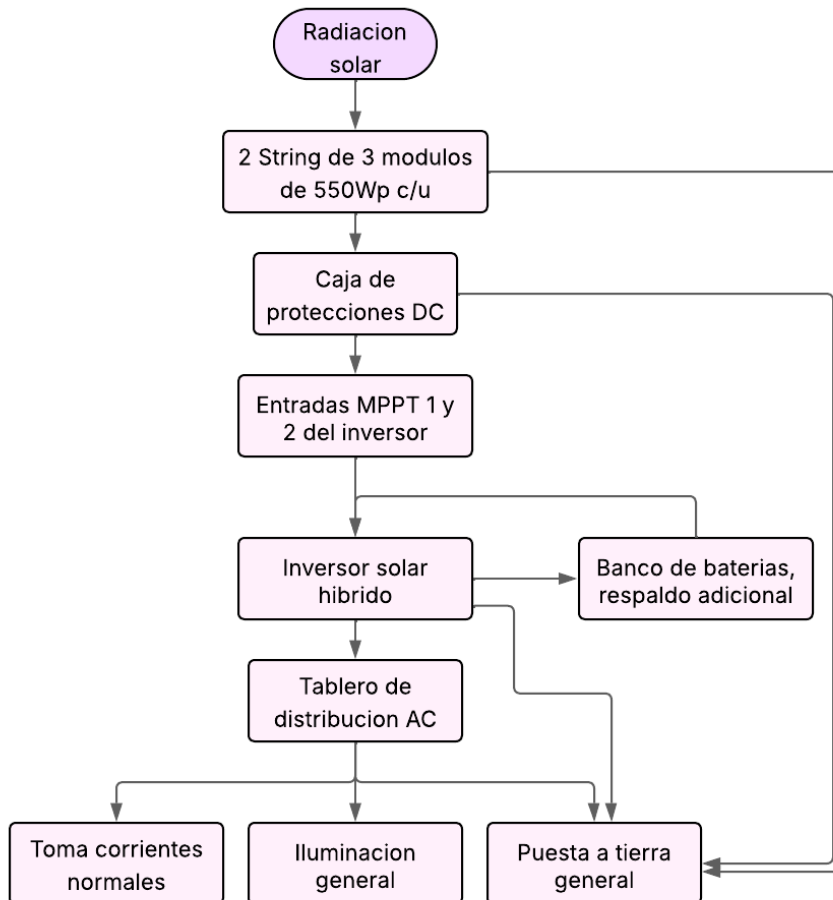 Radiacion
solar
2 String de 3 modulos
de 550Wp c/u
Caja de
protecciones DC
Entradas MPPT 1 y
2 del inversor
Inversor solar
hibrido
Banco de baterias,
respaldo adicional
Tablero de
distribucion AC
Toma corrientes
normales
Iluminacion
general
Puesta a tierra
general